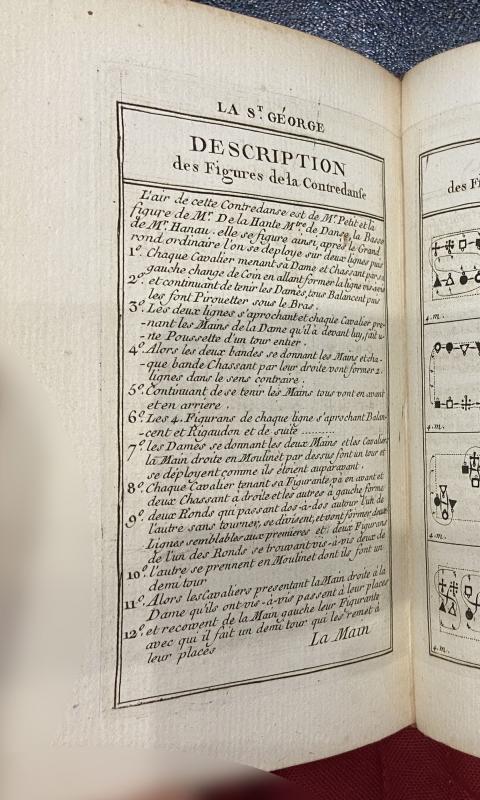 LA S.T GÉORGE
DESCRIPTION
des Figures de la Contredanse
L'air de cette Contredanse est de Mr. Petit et la
figure de Mr. De la Hante Mtre. de Danse, la Basse
de Mr. Hanau. elle se figure ainsi, après le Grand
rond ordinaire l'on se déploye sur deux lignes puis
1º. Chaque Cavalier menant sa Dame et Chassant par sa
gauche change de Coin en allant former la ligne vis-à-vis
2º. et continuant de tenir les Dames, tous Balancent puis
les font Pirouetter sous le Bras.
3º. Les deux lignes s'aprochant et chaque Cavalier pre-
-nant les Mains de la Dame qu'il à devant luy, fait u-
-ne Poussette d'un tour entier.
4º. Alors les deux bandes se donnant les Mains et cha-
-que bande Chassant par leur droite vont former 2.
lignes dans le sens contraire.
5º. Continuant de se tenir les Mains tous vont en avant
et en arriere.
6º. Les 4. Figurans de chaque ligne s'aprochant Balan-
-cent et Rigaudon et de suite ..........
7º. les Dames se donnant les deux Mains et les Cavaliers
la Main droite en Moulinet par dessus font un tour et
se déployent comme ils étoient auparavant.
8º. Chaque Cavalier tenant sa Figurante va en avant et
deux Chassant à droite et les autres à gauche forme
9º. deux Ronds qui passant dos-à-dos autour l'un de
l'autre sans tourner, se divisent, et vont former deux
Lignes semblables aux premieres et deux Figurans
de l'un des Ronds se trouvant vis-à-vis deux de
10º. l'autre se prennent en Moulinet dont ils font un
demi tour
11º. Alors les Cavaliers presentant la Main droite à la
Dame qu'ils ont vis-à-vis passent à leur places
12º. et recoivent de la Main gauche leur Figurante
avec qui il fait un demi tour qui les remet à
leur places
La Main
des Fi
4.m.
4.m.
4.m.
4.m.